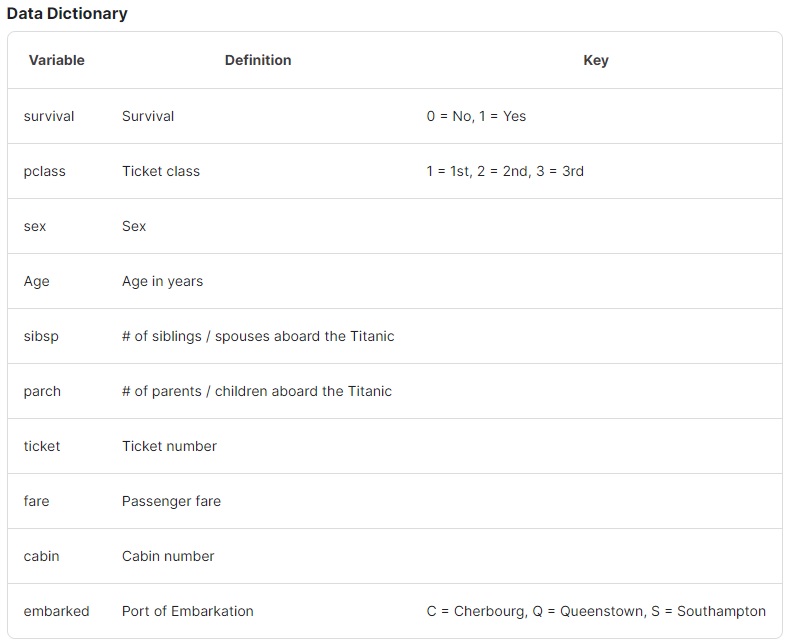 Data Dictionary
Variable Definition Key
survival Survival 0 = No, 1 = Yes
pclass Ticket class 1 = 1st, 2 = 2nd, 3 = 3rd
sex Sex
Age Age in years
sibsp # of siblings / spouses aboard the Titanic
parch # of parents / children aboard the Titanic
ticket Ticket number
fare Passenger fare
cabin Cabin number
embarked Port of Embarkation C = Cherbourg, Q = Queenstown, S = Southampton